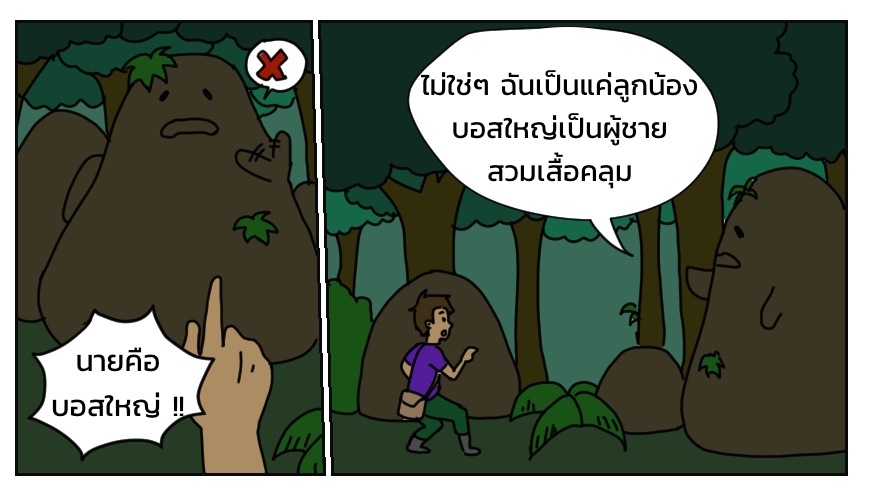 นายคือ
บอสใหญ่ !!
ไม่ใช่ๆ ฉันเป็นแค่ลูกน้อง
บอสใหญ่เป็นผู้ชาย
สวมเสื้อคลุม